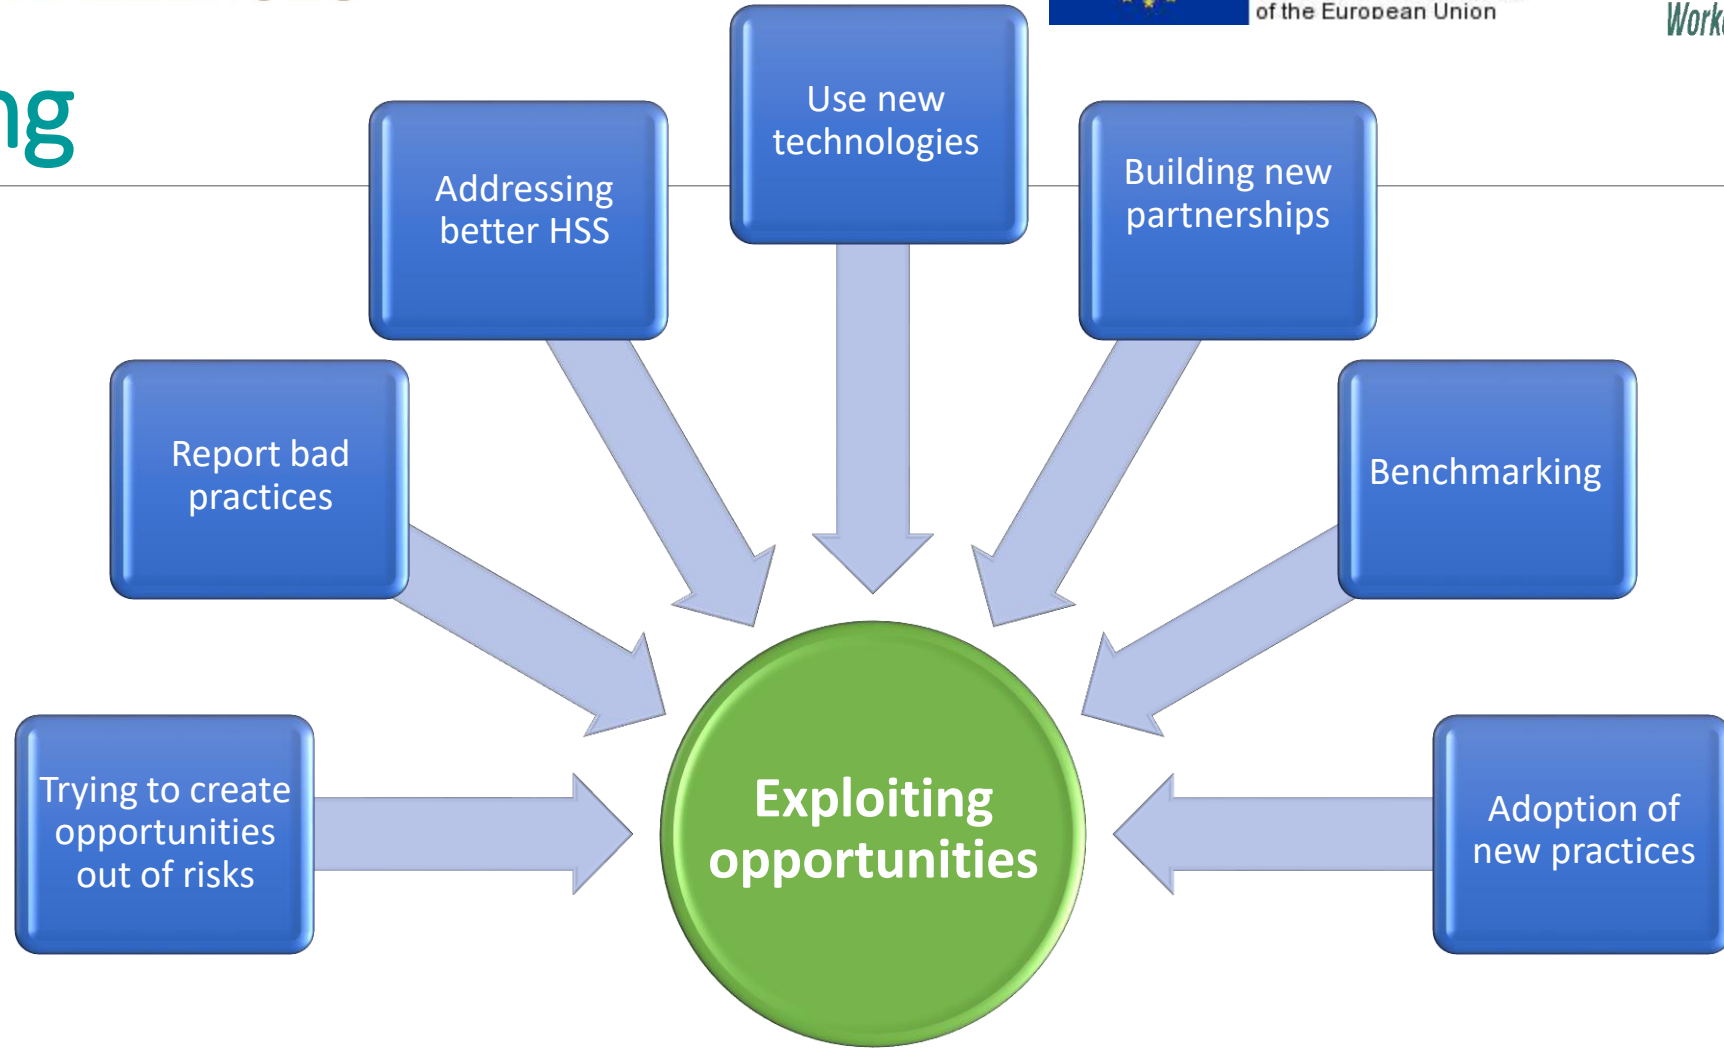 of the European Union
ng
Use new
technologies
Addressing
better HSS
Building new
partnerships
Report bad
practices
Benchmarking
Trying to create
opportunities
out of risks
Exploiting
opportunities
Adoption of
new practices